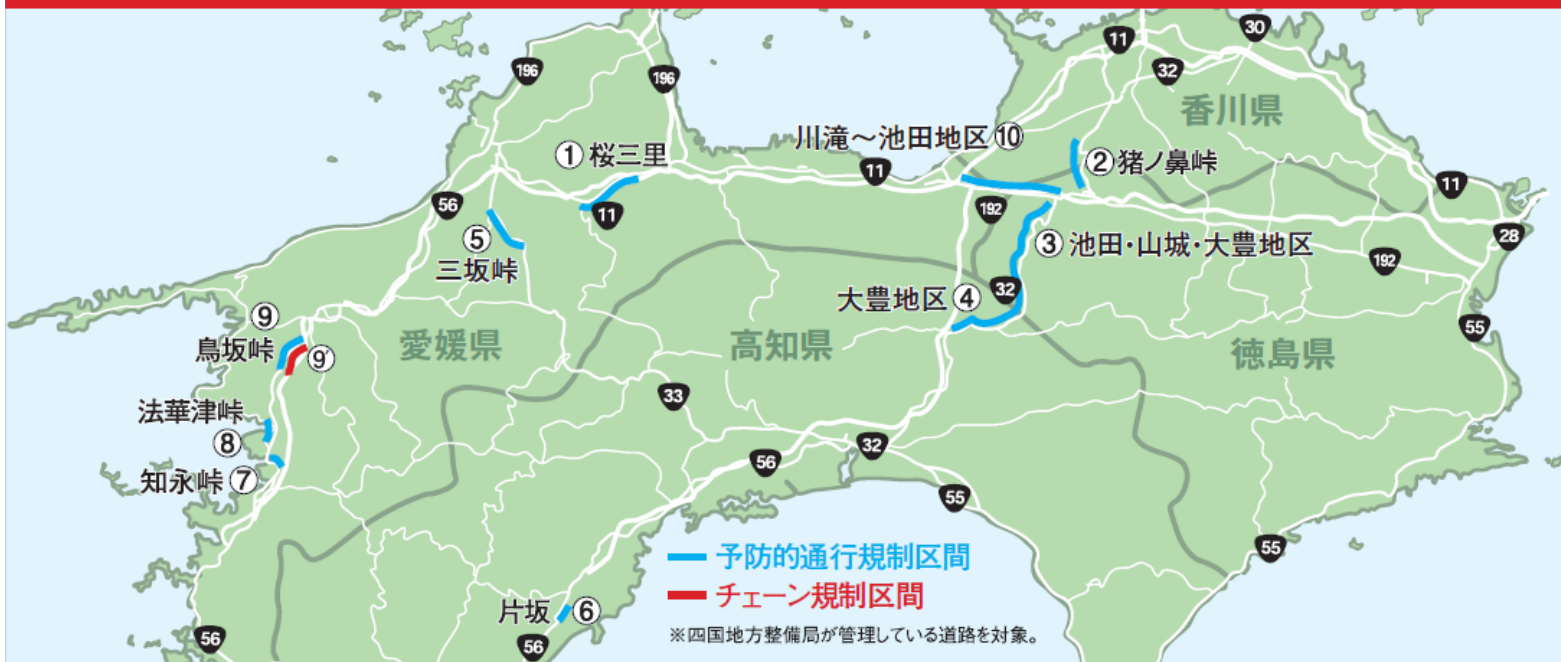 11
30
196
196
32
香川県
川滝～池田地区⑩
①桜三里
②猪ノ鼻峠
11
11
56
11
192
⑤
三坂峠
③池田・山城・大豊地区
28
192
大豊地区④
32
⑨
鳥坂峠
⑨′
愛媛県
高知県
徳島県
55
法華津峠
⑧
33
知永峠⑦
56
32
55
55
予防的通行規制区間
チェーン規制区間
※四国地方整備局が管理している道路を対象。
片坂⑥
56
56